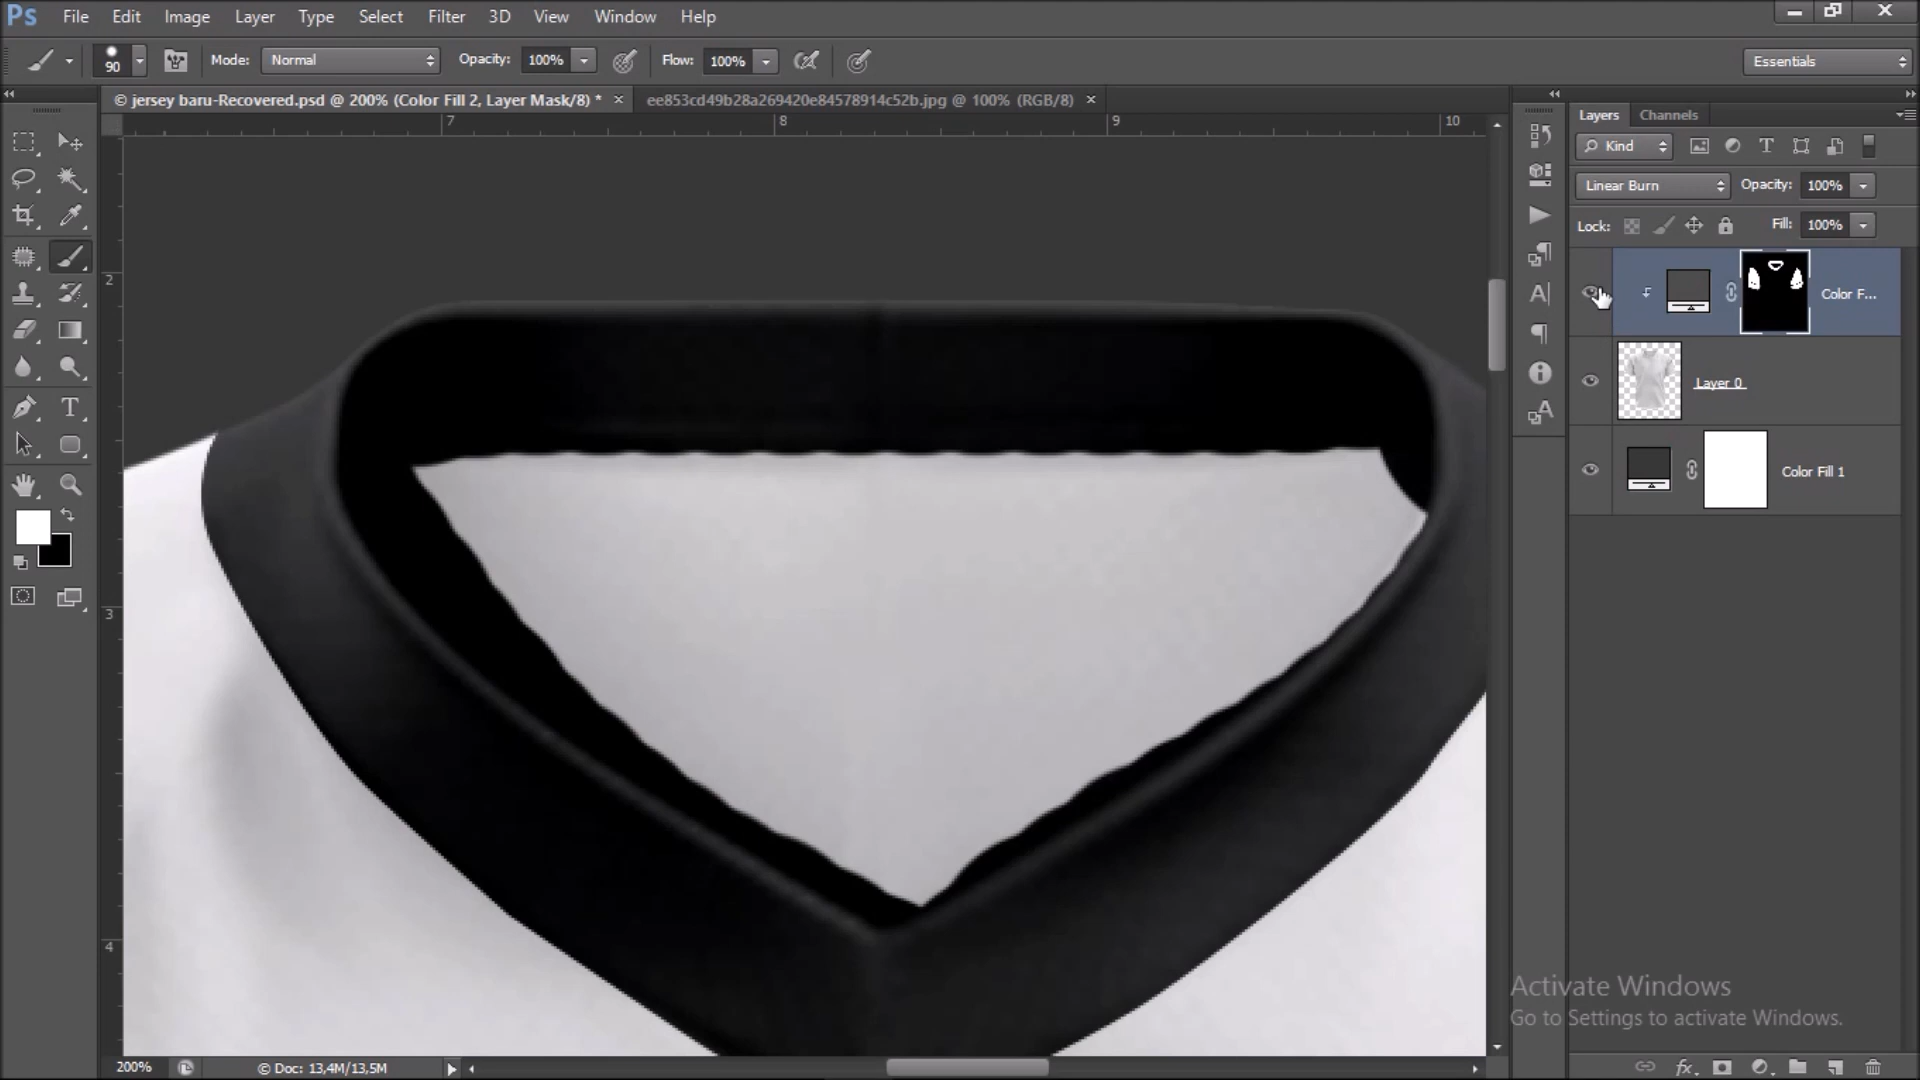 Ps File Edit Image Layer Type Select Filter 3D View Window Help
90 Mode: Normal Opacity: 100% Flow: 100% Essentials
© jersey baru-Recovered.psd @ 200% (Color Fill 2, Layer Mask/8) * × ee853cd49b28a269420e84578914c52b.jpg @ 100% (RGB/8) ×
7 8 9 10
Layers Channels
Kind
Linear Burn Opacity: 100%
Lock: Fill: 100%
Color F...
Layer 0
Color Fill 1
2
3
4
Activate Windows
Go to Settings to activate Windows.
200% © Doc: 13,4M/13,5M